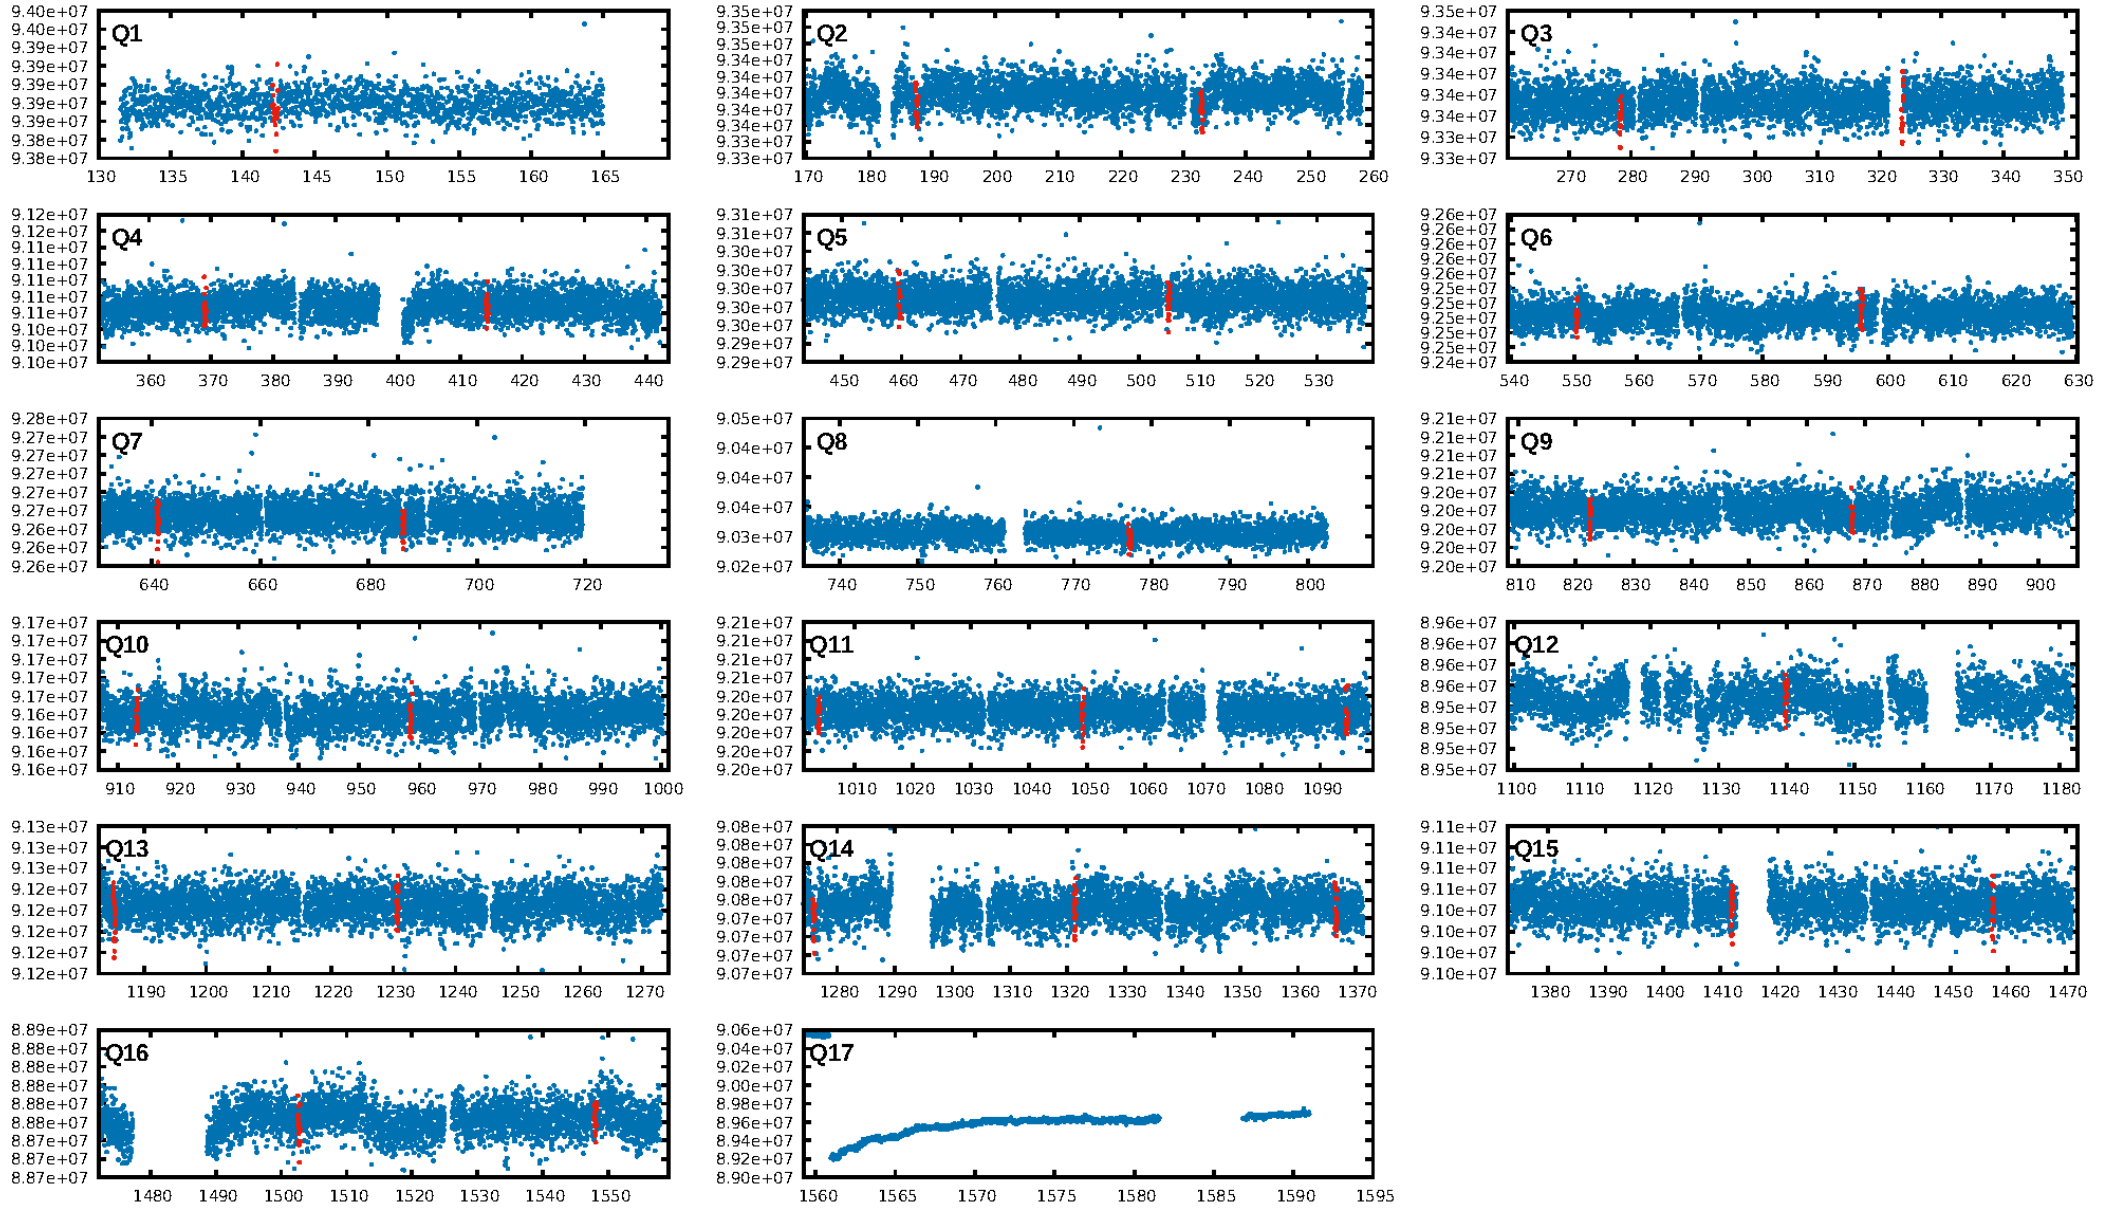 9.40e+07
9.40e+07
9.39e+07
9.39e+07
9.39e+07
9.39e+07
9.39e+07
9.38e+07
9.38e+07
Q1
130 135 140 145 150 155 160 165
9.35e+07
9.35e+07
9.35e+07
9.34e+07
9.34e+07
9.34e+07
9.34e+07
9.34e+07
9.33e+07
9.33e+07
Q2
170 180 190 200 210 220 230 240 250 260
9.35e+07
9.34e+07
9.34e+07
9.34e+07
9.34e+07
9.34e+07
9.33e+07
9.33e+07
Q3
270 280 290 300 310 320 330 340 350
9.12e+07
9.12e+07
9.11e+07
9.11e+07
9.11e+07
9.11e+07
9.11e+07
9.10e+07
9.10e+07
9.10e+07
Q4
360 370 380 390 400 410 420 430 440
9.31e+07
9.31e+07
9.30e+07
9.30e+07
9.30e+07
9.30e+07
9.30e+07
9.29e+07
9.29e+07
Q5
450 460 470 480 490 500 510 520 530
9.26e+07
9.26e+07
9.26e+07
9.26e+07
9.26e+07
9.25e+07
9.25e+07
9.25e+07
9.25e+07
9.25e+07
9.24e+07
Q6
540 550 560 570 580 590 600 610 620 630
9.28e+07
9.27e+07
9.27e+07
9.27e+07
9.27e+07
9.27e+07
9.26e+07
9.26e+07
9.26e+07
Q7
640 660 680 700 720
9.05e+07
9.04e+07
9.04e+07
9.04e+07
9.03e+07
9.02e+07
Q8
740 750 760 770 780 790 800
9.21e+07
9.21e+07
9.21e+07
9.21e+07
9.20e+07
9.20e+07
9.20e+07
9.20e+07
9.20e+07
Q9
810 820 830 840 850 860 870 880 890 900
9.17e+07
9.17e+07
9.17e+07
9.17e+07
9.17e+07
9.16e+07
9.16e+07
9.16e+07
9.16e+07
Q10
910 920 930 940 950 960 970 980 990 1000
9.21e+07
9.21e+07
9.21e+07
9.21e+07
9.20e+07
9.20e+07
9.20e+07
9.20e+07
9.20e+07
Q11
1010 1020 1030 1040 1050 1060 1070 1080 1090
8.96e+07
8.96e+07
8.96e+07
8.96e+07
8.95e+07
8.95e+07
8.95e+07
8.95e+07
Q12
1100 1110 1120 1130 1140 1150 1160 1170 1180
9.13e+07
9.13e+07
9.13e+07
9.12e+07
9.12e+07
9.12e+07
9.12e+07
9.12e+07
Q13
1190 1200 1210 1220 1230 1240 1250 1260 1270
9.08e+07
9.08e+07
9.08e+07
9.08e+07
9.08e+07
9.07e+07
9.07e+07
9.07e+07
9.07e+07
Q14
1280 1290 1300 1310 1320 1330 1340 1350 1360 1370
9.11e+07
9.11e+07
9.11e+07
9.11e+07
9.10e+07
9.10e+07
9.10e+07
9.10e+07
Q15
1380 1390 1400 1410 1420 1430 1440 1450 1460 1470
8.89e+07
8.88e+07
8.88e+07
8.88e+07
8.88e+07
8.88e+07
8.87e+07
8.87e+07
8.87e+07
Q16
1480 1490 1500 1510 1520 1530 1540 1550
9.06e+07
9.04e+07
9.02e+07
9.00e+07
8.98e+07
8.96e+07
8.94e+07
8.92e+07
8.90e+07
Q17
1560 1565 1570 1575 1580 1585 1590 1595